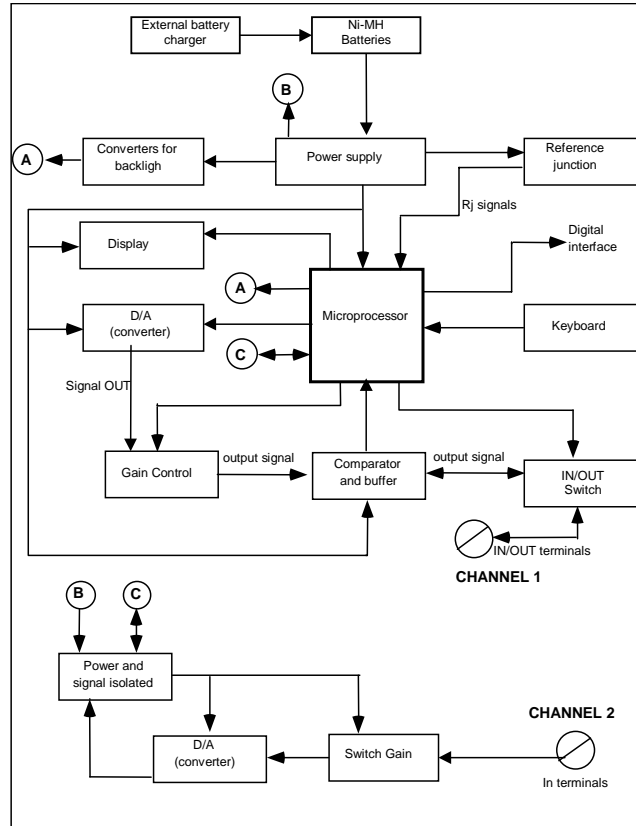 External battery
charger
Ni-MH
Batteries
B
A
Converters for
backligh
Power supply
Reference
junction
Rj signals
Display
Digital
interface
A
D/A
(converter)
Microprocessor
Keyboard
C
Signal OUT
Gain Control
output signal
Comparator
and buffer
output signal
IN/OUT
Switch
IN/OUT terminals
CHANNEL 1
B
C
Power and
signal isolated
CHANNEL 2
D/A
(converter)
Switch Gain
In terminals